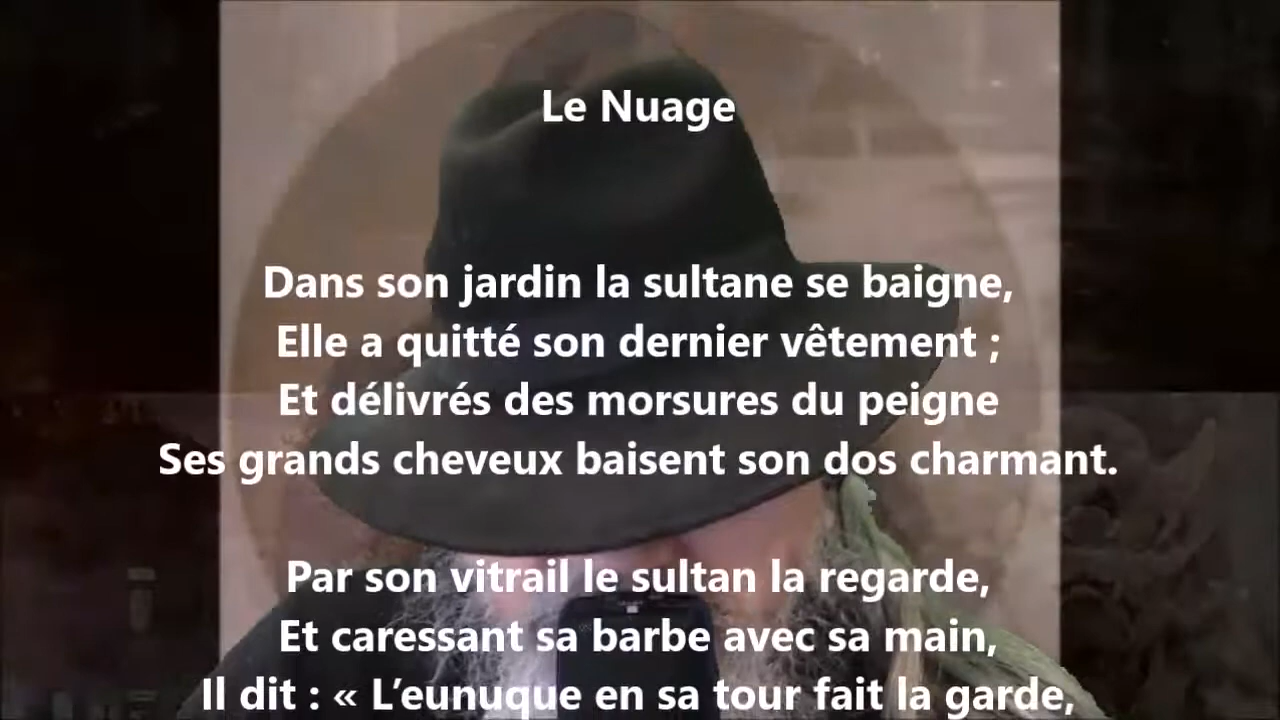 Le Nuage
Dans son jardin la sultane se baigne,
Elle a quitté son dernier vêtement ;
Et délivrés des morsures du peigne
Ses grands cheveux baisent son dos charmant.
Par son vitrail le sultan la regarde,
Et caressant sa barbe avec sa main,
Il dit : « L’eunuque en sa tour fait la garde,